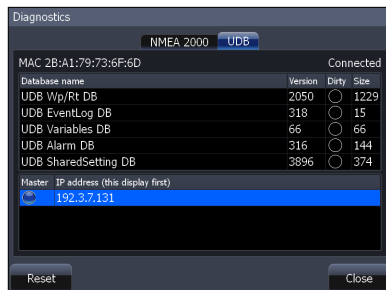 Diagnostics
NMEA 2000 UDB
MAC 2B:A1:79:73:6F:6D Connected
Database name Version Dirty Size
UDB Wp/Rt DB 2050 1229
UDB EventLog DB 318 15
UDB Variables DB 66 66
UDB Alarm DB 316 144
UDB SharedSetting DB 3896 374
Master IP address (this display first)
192.3.7.131
Reset Close